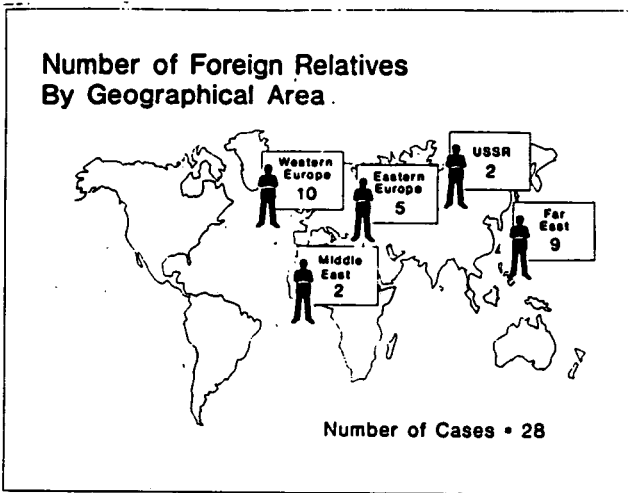 Number of Foreign Relatives
By Geographical Area
Western
Europe
10
Eastern
Europe
5
USSR
2
Far
East
9
Middle
East
2
Number of Cases = 28